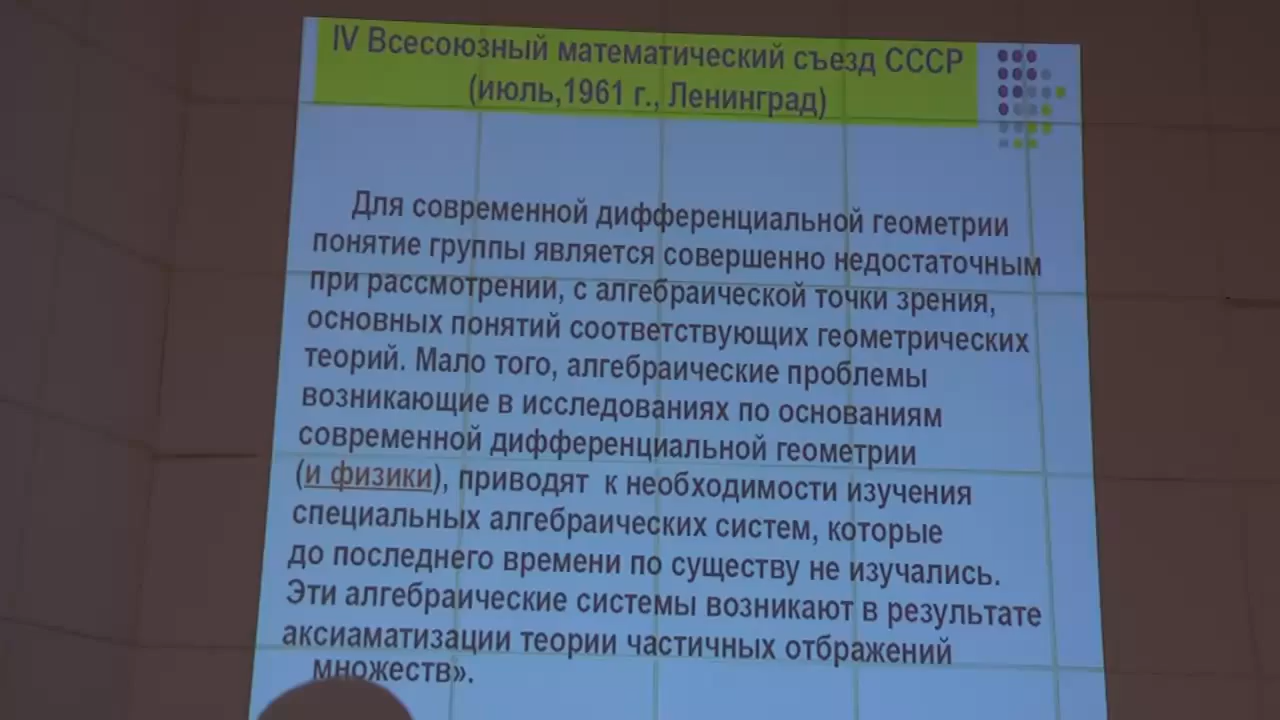 IV Всесоюзный математический съезд СССР
(июль,1961 г., Ленинград)
Для современной дифференциальной геометрии
понятие группы является совершенно недостаточным
при рассмотрении, с алгебраической точки зрения,
основных понятий соответствующих геометрических
теорий. Мало того, алгебраические проблемы
возникающие в исследованиях по основаниям
современной дифференциальной геометрии
(и физики), приводят к необходимости изучения
специальных алгебраических систем, которые
до последнего времени по существу не изучались.
Эти алгебраические системы возникают в результате
аксиаматизации теории частичных отбражений
множеств».